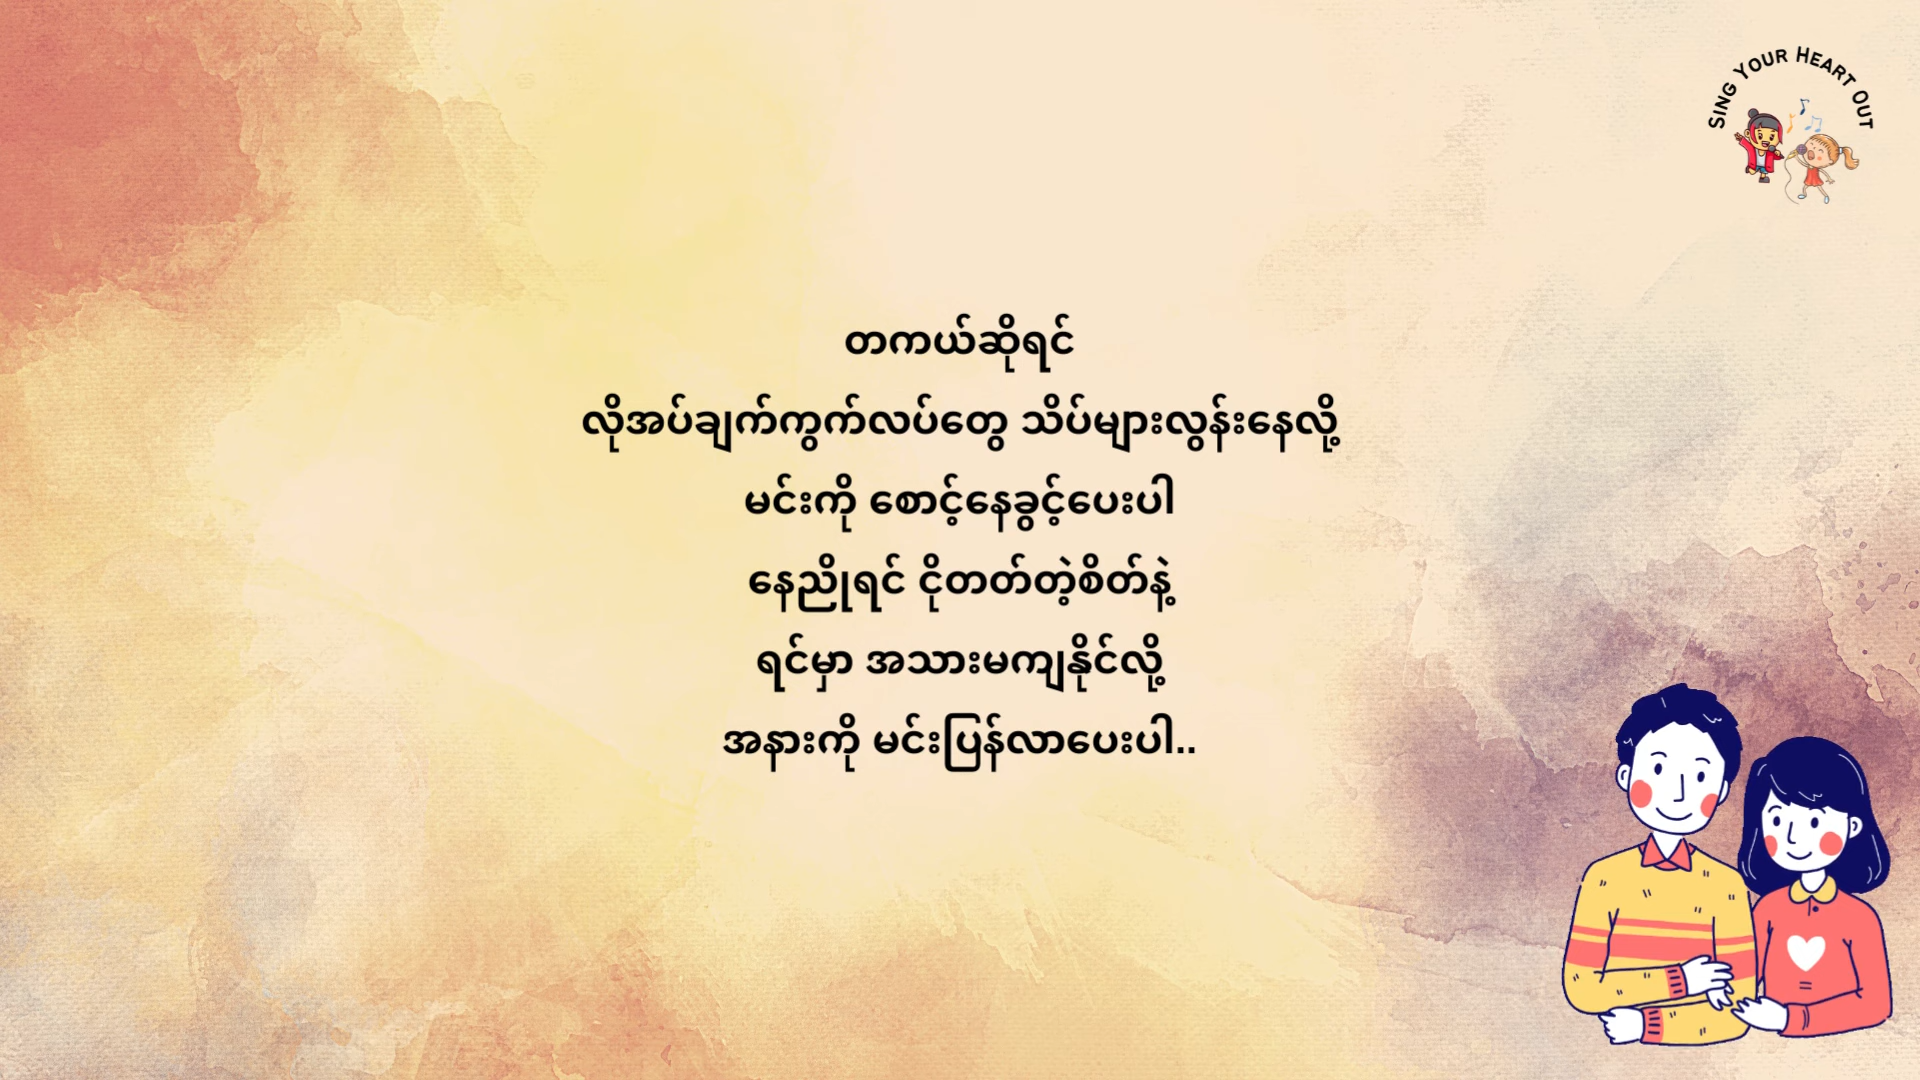 Sing Your Heart Out
တကယ်ဆိုရင်
လိုအပ်ချက်ကွက်လပ်တွေ သိပ်များလွန်းနေလို့
မင်းကို စောင့်နေခွင့်ပေးပါ
နေညိုရင် ငိုတတ်တဲ့စိတ်နဲ့
ရင်မှာ အသားမကျနိုင်လို့
အနားကို မင်းပြန်လာပေးပါ..